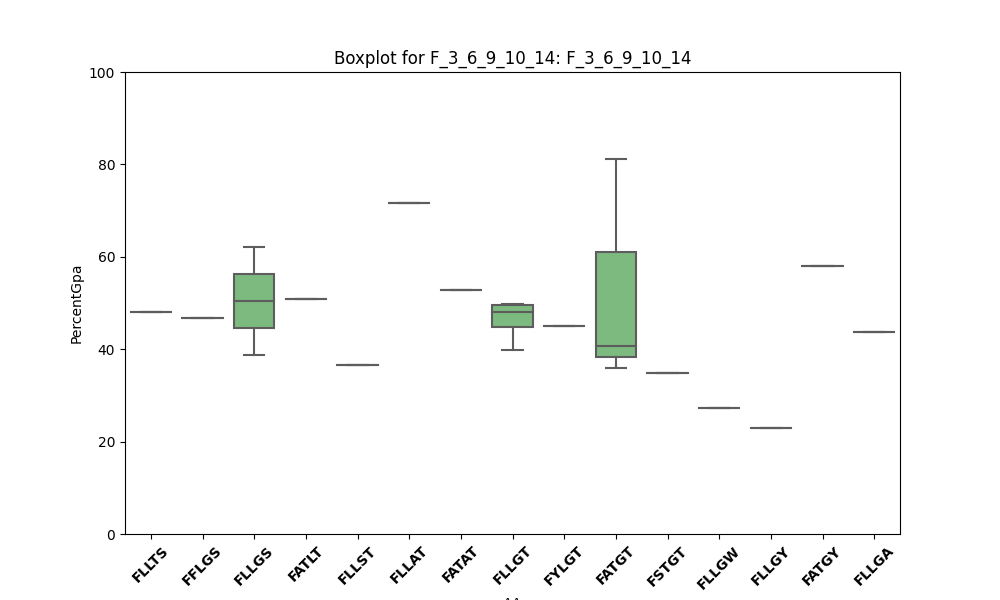 Boxplot for F_3_6_9_10_14: F_3_6_9_10_14
100
80
60
40
20
0
PercentGpa
FLLTS
FFLGS
FLLGS
FATLT
FLLST
FLLAT
FATAT
FLLGT
FYLGT
FATGT
FSTGT
FLLGW
FLLGY
FATGY
FLLGA